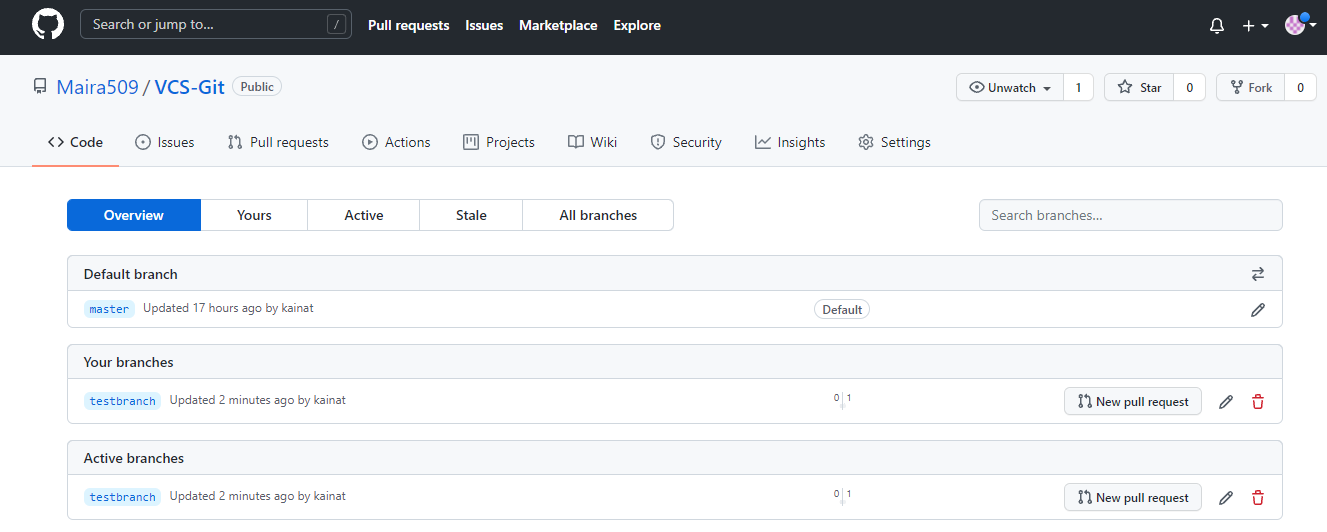 Search or jump to... / Pull requests Issues Marketplace Explore
Maira509 / VCS-Git Public Unwatch 1 Star 0 Fork 0
Code Issues Pull requests Actions Projects Wiki Security Insights Settings
Overview Yours Active Stale All branches Search branches...
Default branch
master Updated 17 hours ago by kainat Default
Your branches
testbranch Updated 2 minutes ago by kainat 0 1 New pull request
Active branches
testbranch Updated 2 minutes ago by kainat 0 1 New pull request